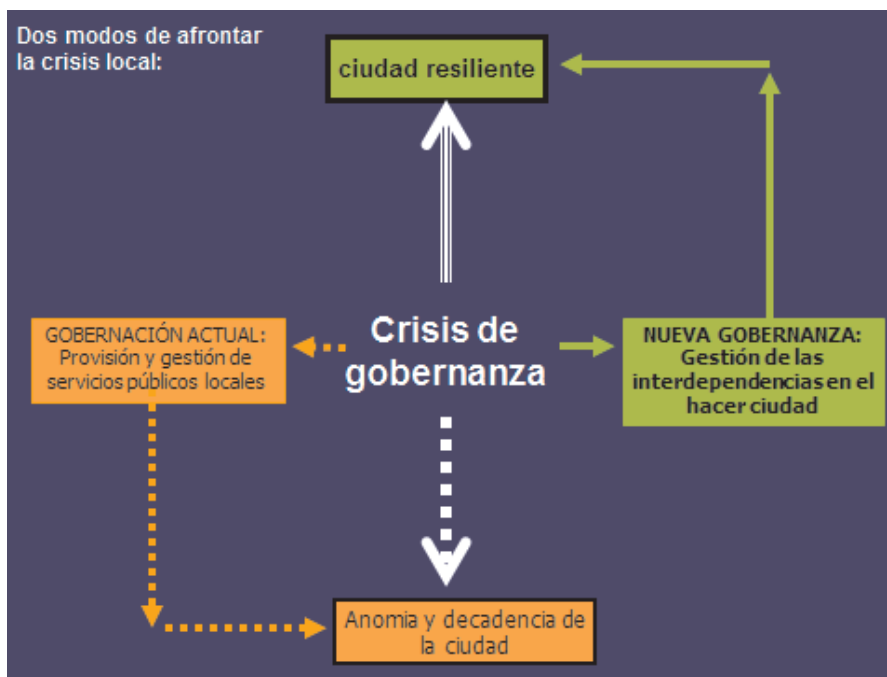 Dos modos de afrontar
la crisis local:
ciudad resiliente
GOBERNACIÓN ACTUAL:
Provisión y gestión de
servicios públicos locales
Crisis de
gobernanza
NUEVA GOBERNANZA:
Gestión de las
interdependencias en el
hacer ciudad
Anomia y decadencia de
la ciudad